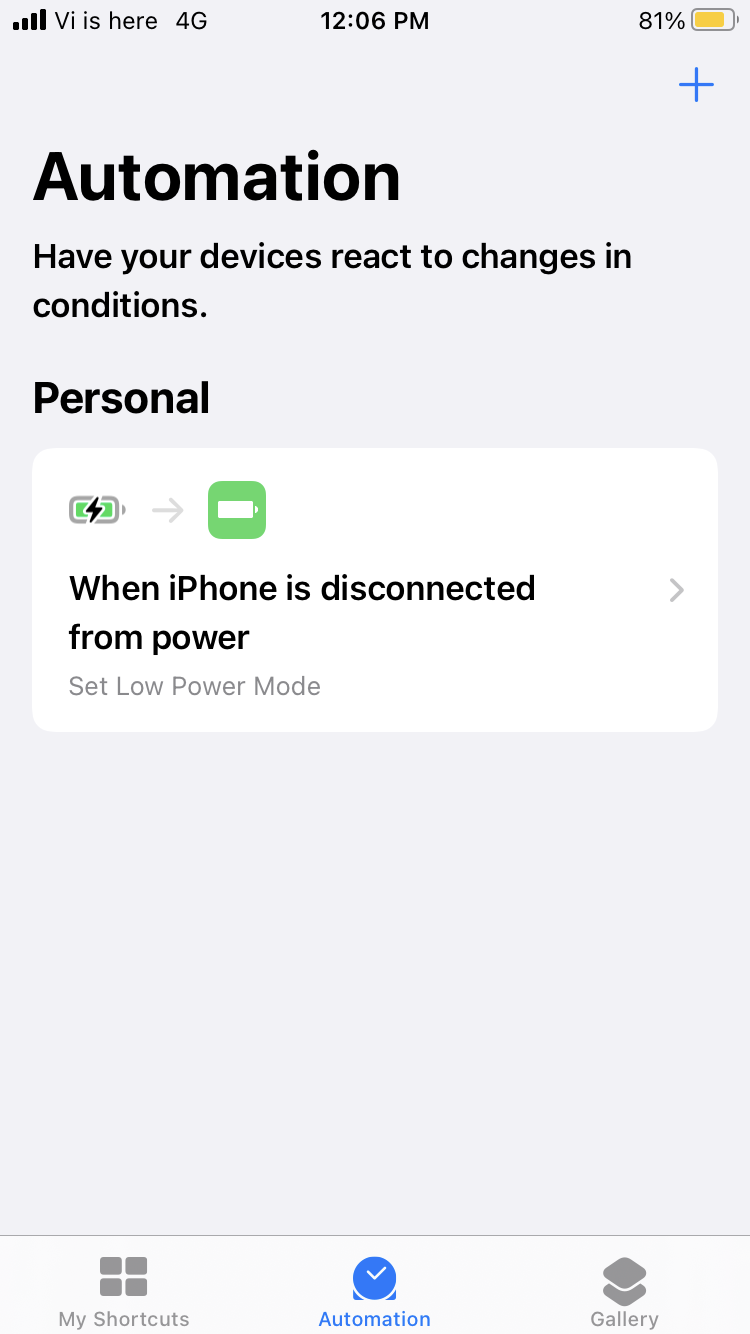 Vi is here 4G 12:06 PM 81%
Automation
Have your devices react to changes in
conditions.
Personal
When iPhone is disconnected
from power
Set Low Power Mode
My Shortcuts Automation Gallery